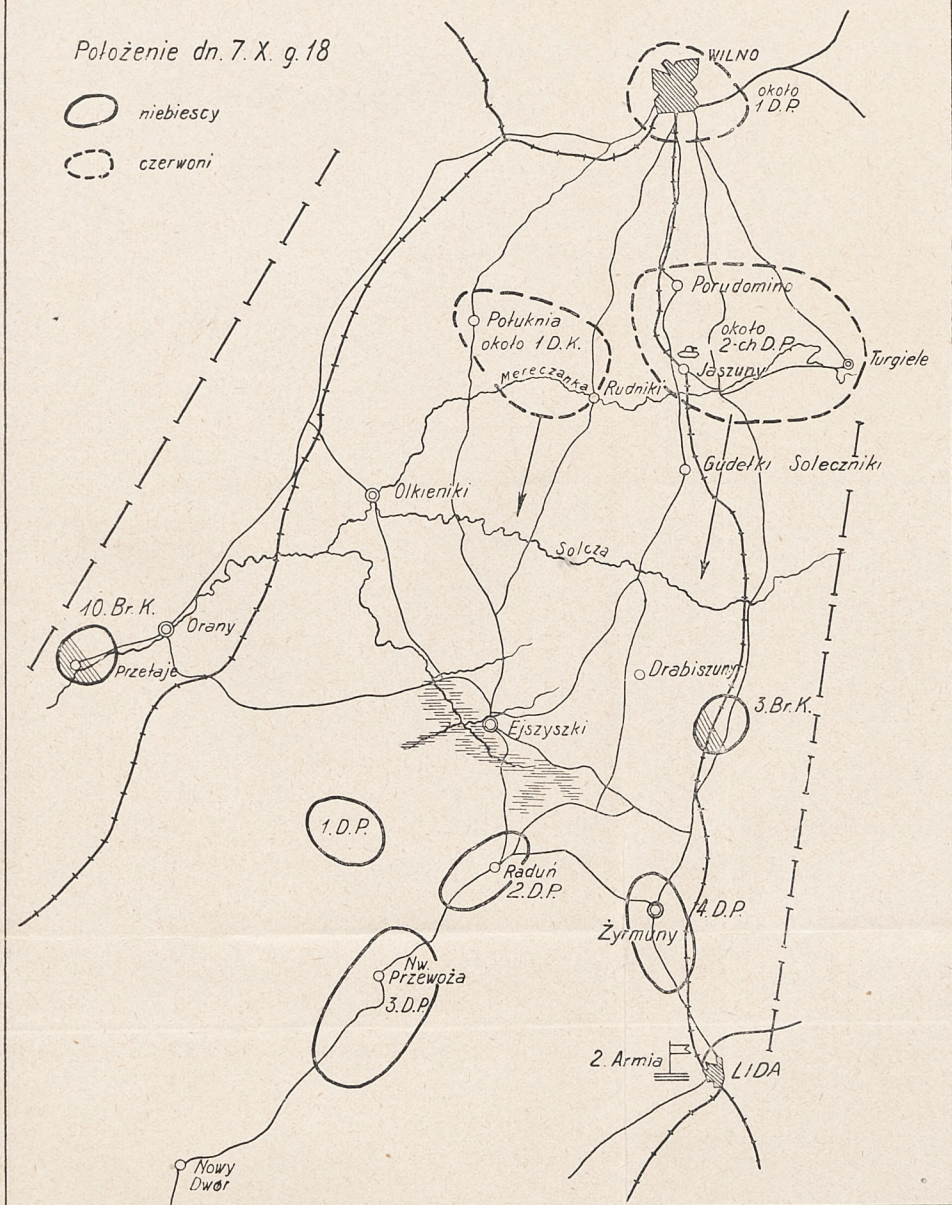 Położenie dn. 7. X. g. 18
niebiescy
czerwoni
WILNO
około
1 D.P.
Porudomino
Połuknia
około 1 D.K.
około
2-ch D.P.
Turgiele
Jaszuny
Mereczanka
Rudniki
Gudełki Soleczniki
Olkieniki
Solcza
10. Br. K.
Orany
Przełaje
Drabiszuny
3. Br. K.
Ejszyszki
1. D. P.
Raduń
2. D.P.
4. D.P.
Żyrmuny
Nw.
Przewoża
3. D.P.
2. Armia
LIDA
Nowy
Dwór